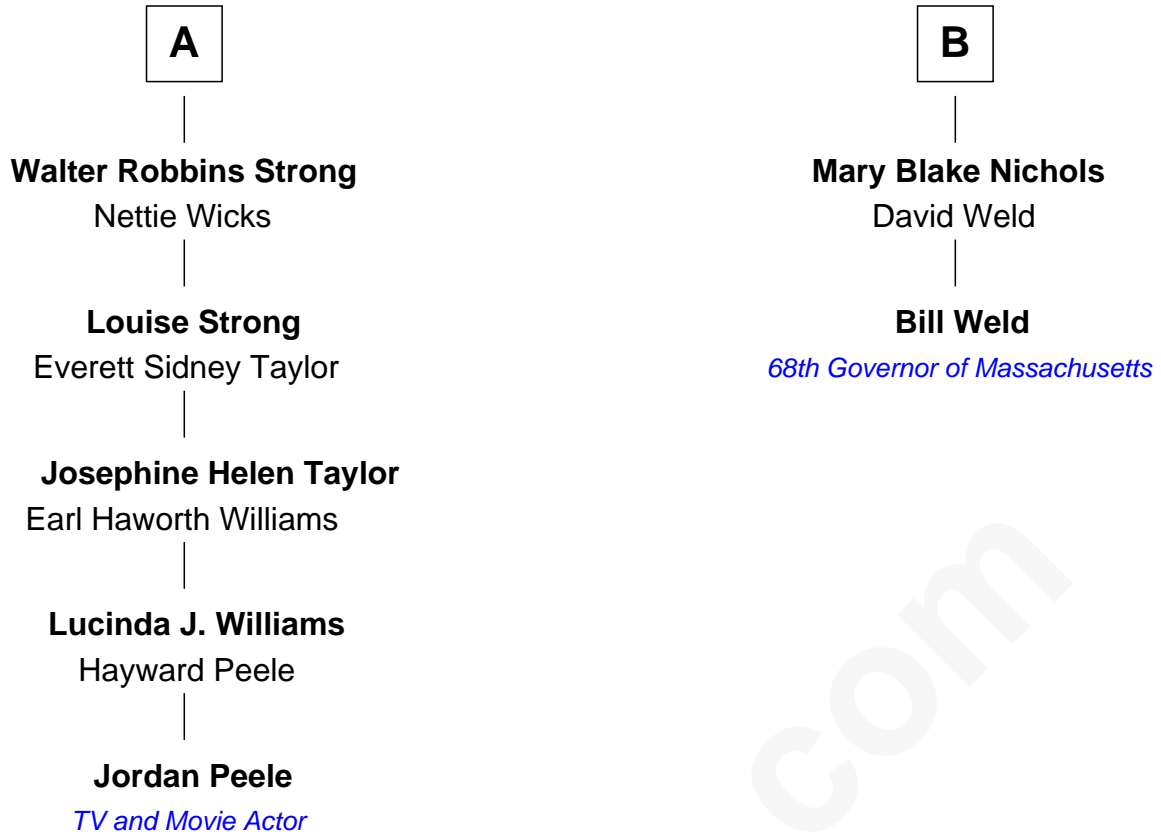 A
Walter Robbins Strong
Nettie Wicks
Louise Strong
Everett Sidney Taylor
Josephine Helen Taylor
Earl Haworth Williams
Lucinda J. Williams
Hayward Peele
Jordan Peele
TV and Movie Actor
B
Mary Blake Nichols
David Weld
Bill Weld
68th Governor of Massachusetts
com